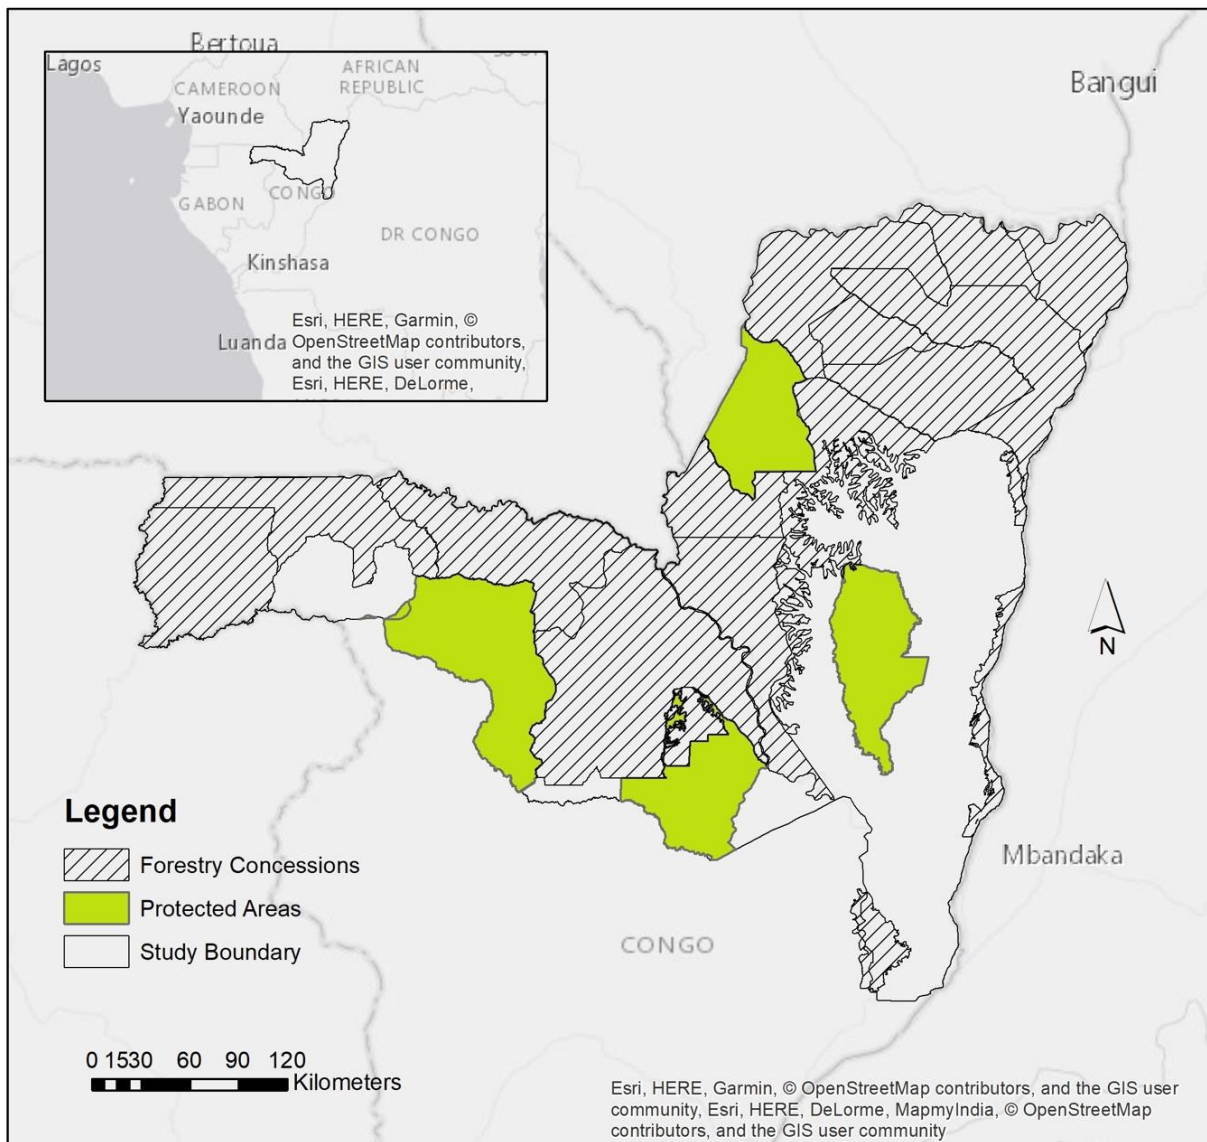 Bertoua
Lagos
AFRICAN
REPUBLIC
CAMEROON
Yaounde
GABON
CONGO
DR CONGO
Kinshasa
Luanda
Esri, HERE, Garmin, ©
OpenStreetMap contributors,
and the GIS user community,
Esri, HERE, DeLorme,
Bangui
N
Mbandaka
CONGO
Legend
Forestry Concessions
Protected Areas
Study Boundary
0 1530 60 90 120
Kilometers
Esri, HERE, Garmin, © OpenStreetMap contributors, and the GIS user
community, Esri, HERE, DeLorme, MapmyIndia, © OpenStreetMap
contributors, and the GIS user community